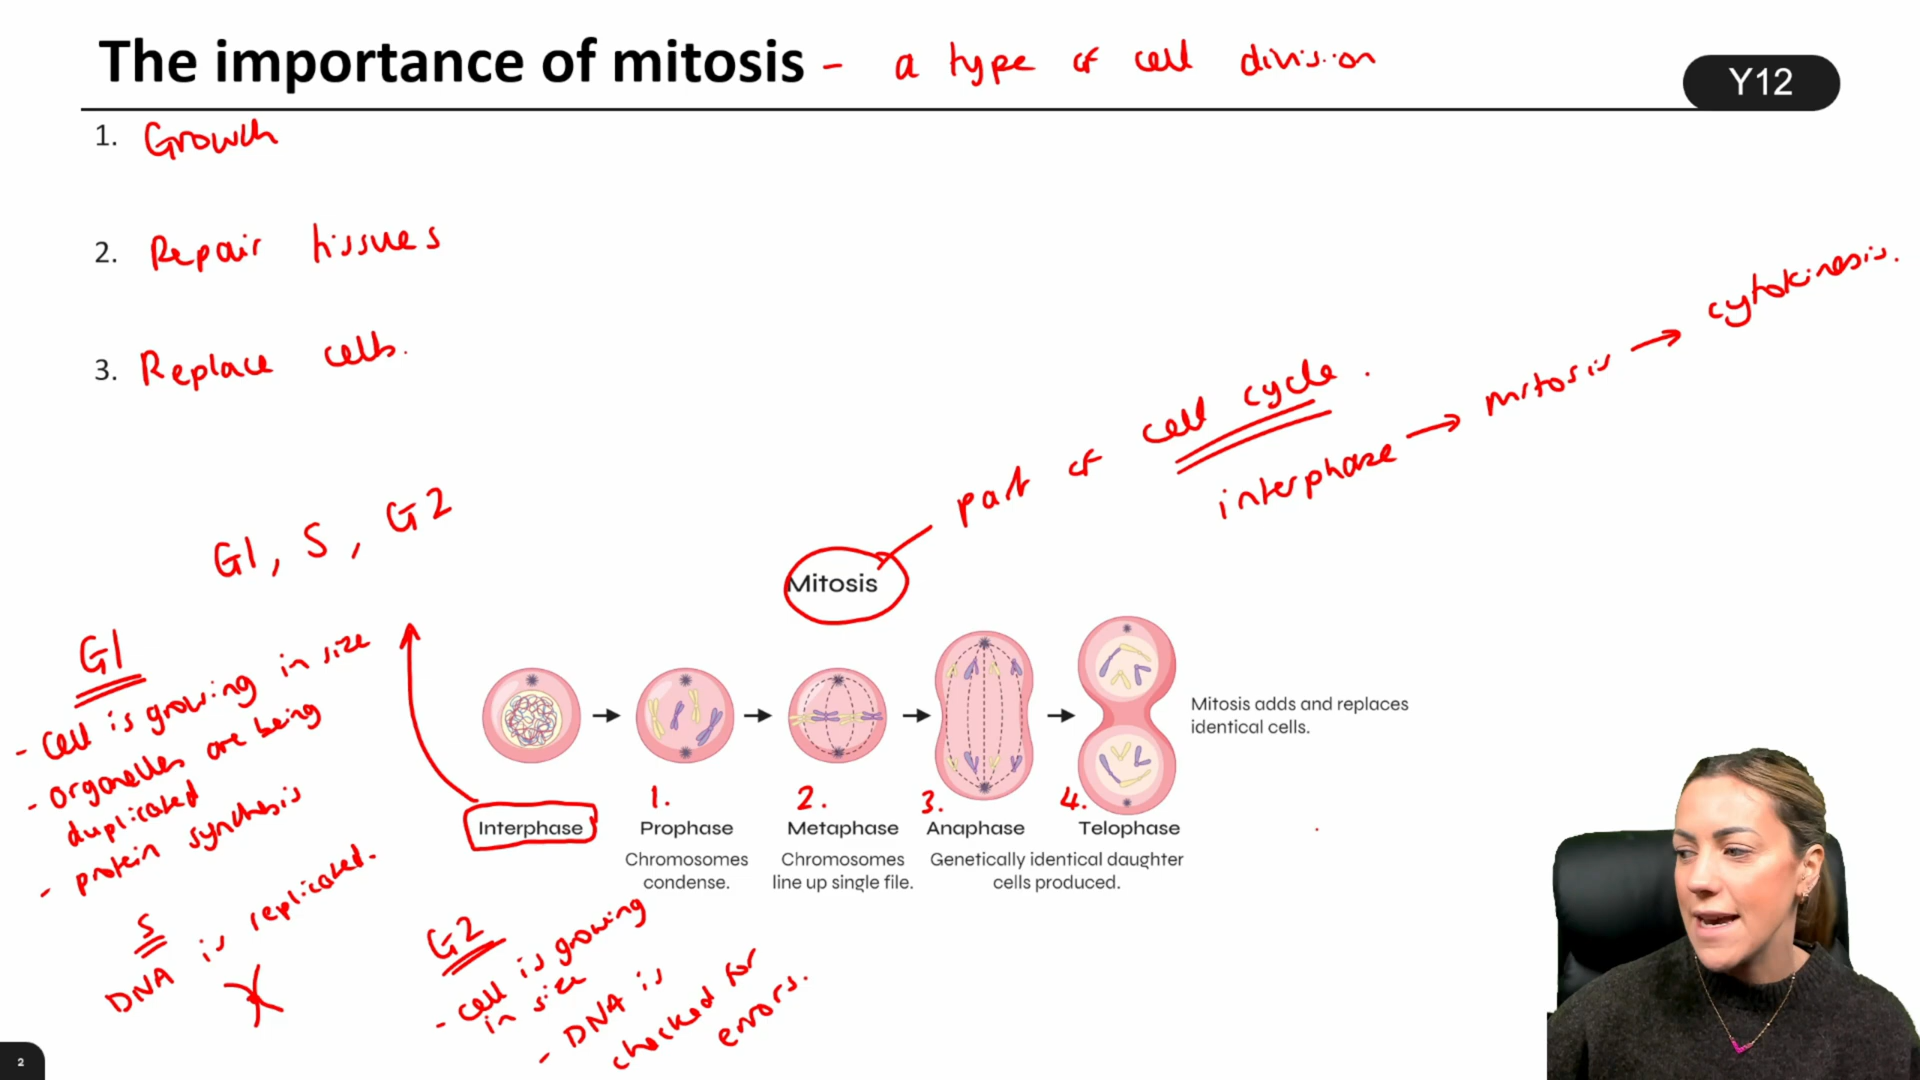 The importance of mitosis - a type of cell division
Y12
1. Growth
2. Repair tissues
3. Replace cells.
part of cell cycle.
interphase → mitosis → cytokinesis.
G1, S, G2
Mitosis
G1
- cell is growing in size
- organelles are being
duplicated
- protein synthesis
S
DNA is replicated.
G2
- cell is growing
in size
- DNA is
checked for
errors.
Interphase
1.
Prophase
Chromosomes
condense.
2.
Metaphase
Chromosomes
line up single file.
3.
Anaphase
4.
Telophase
Genetically identical daughter
cells produced.
Mitosis adds and replaces
identical cells.
2